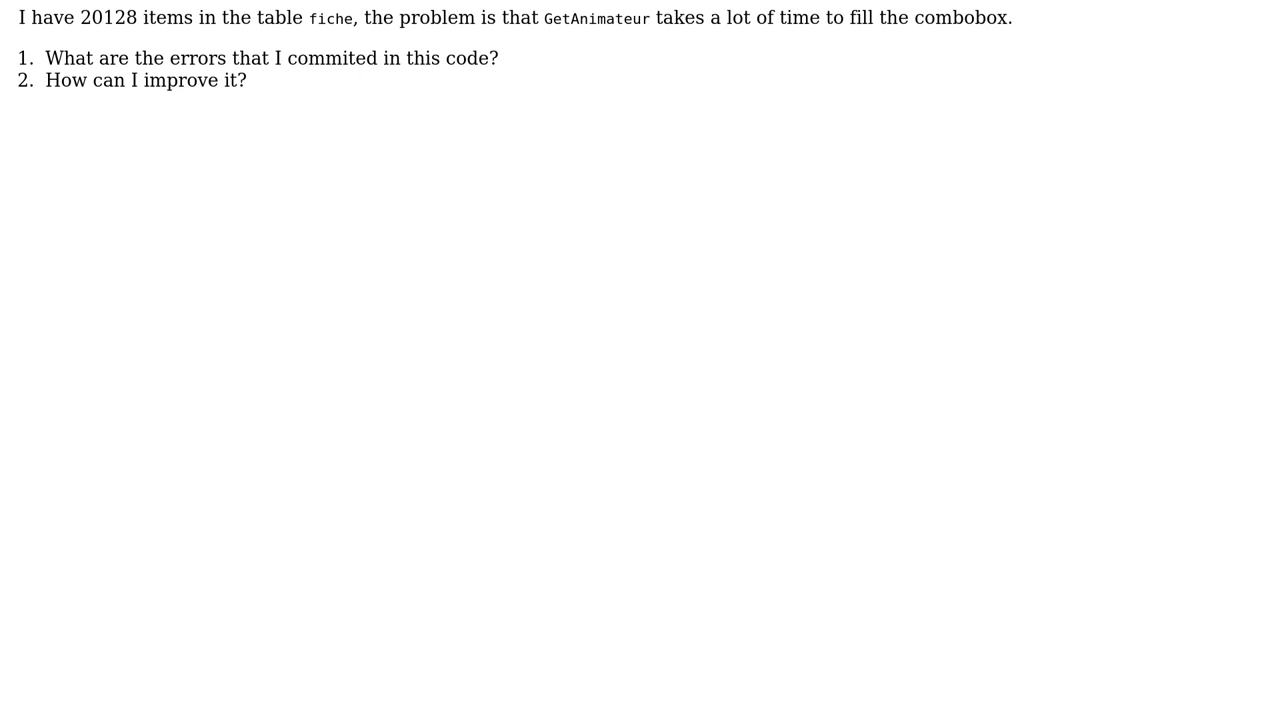 I have 20128 items in the table fiche, the problem is that GetAnimateur takes a lot of time to fill the combobox.
1. What are the errors that I commited in this code?
2. How can I improve it?